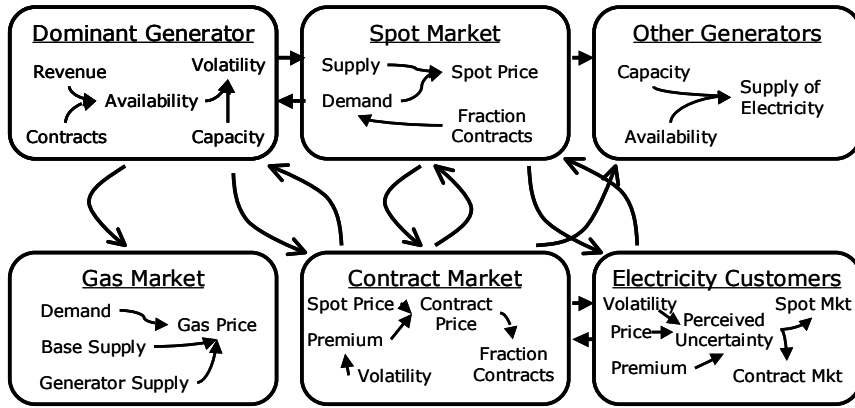 Dominant Generator
Revenue
Volatility
Availability
Contracts
Capacity
Spot Market
Supply
Spot Price
Demand
Fraction
Contracts
Other Generators
Capacity
Supply of
Electricity
Availability
Gas Market
Demand
Gas Price
Base Supply
Generator Supply
Contract Market
Spot Price
Contract
Price
Premium
Fraction
Contracts
Volatility
Electricity Customers
Volatility
Spot Mkt
Price
Perceived
Uncertainty
Premium
Contract Mkt